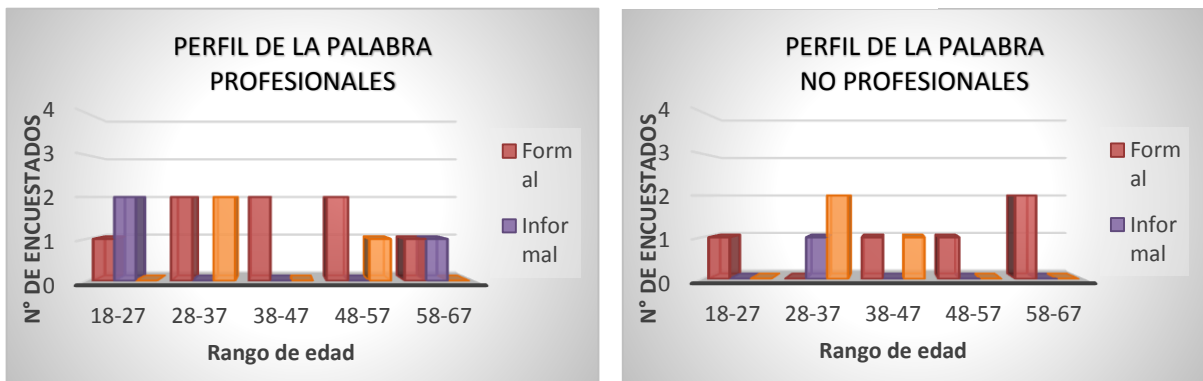 PERFIL DE LA PALABRA
PROFESIONALES
N° DE ENCUESTADOS
4
3
2
1
0
18-27 28-37 38-47 48-57 58-67
Rango de edad
Form
al
Infor
mal
PERFIL DE LA PALABRA
NO PROFESIONALES
N° DE ENCUESTADOS
4
3
2
1
0
18-27 28-37 38-47 48-57 58-67
Rango de edad
Form
al
Infor
mal